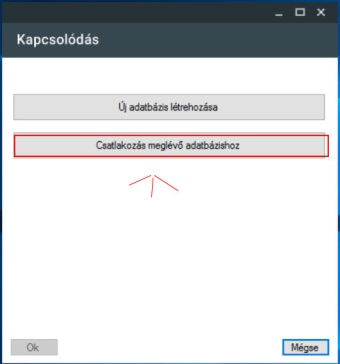 Kapcsolódás
Új adatbázis létrehozása
Csatlakozás meglévő adatbázishoz
Ok
Mégse